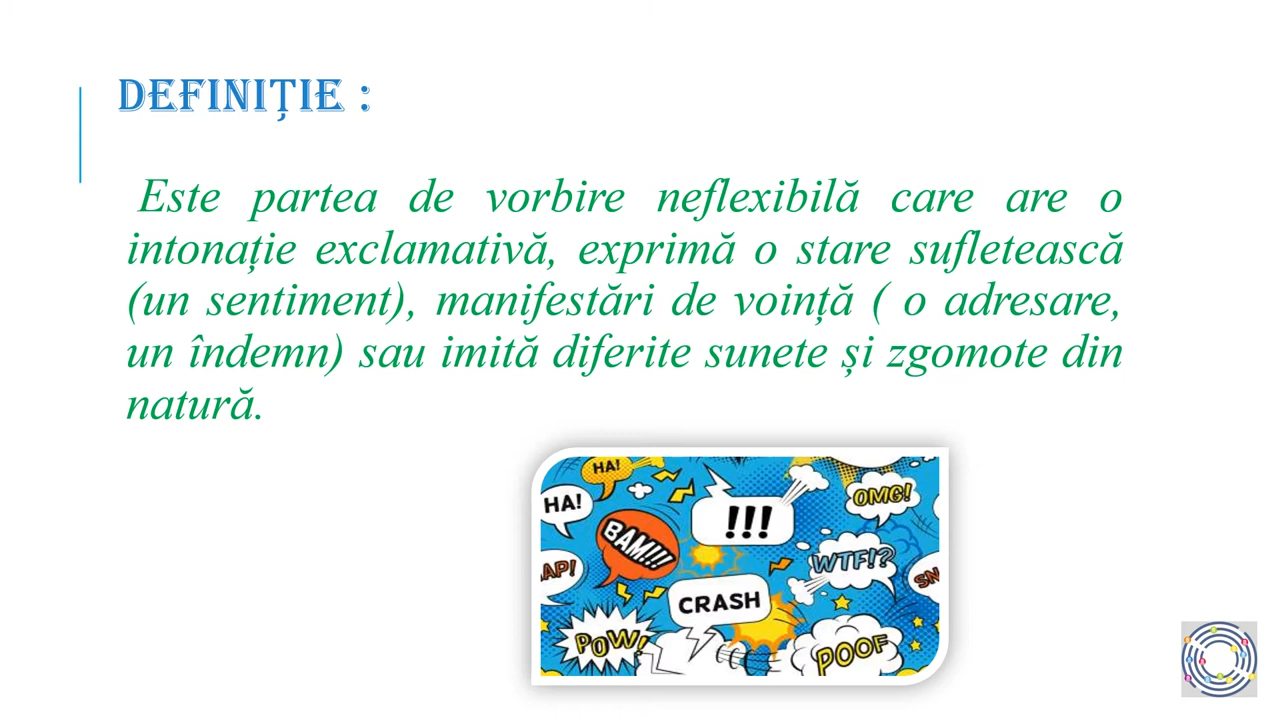 DEFINIȚIE :
Este partea de vorbire neflexibilă care are o
intonație exclamativă, exprimă o stare sufletească
(un sentiment), manifestări de voință ( o adresare,
un îndemn) sau imită diferite sunete și zgomote din
natură.
HA!
HA!
!!!
OMG!
BAM!!!
WTF!?
AP!
SN
CRASH
POW!
POOF